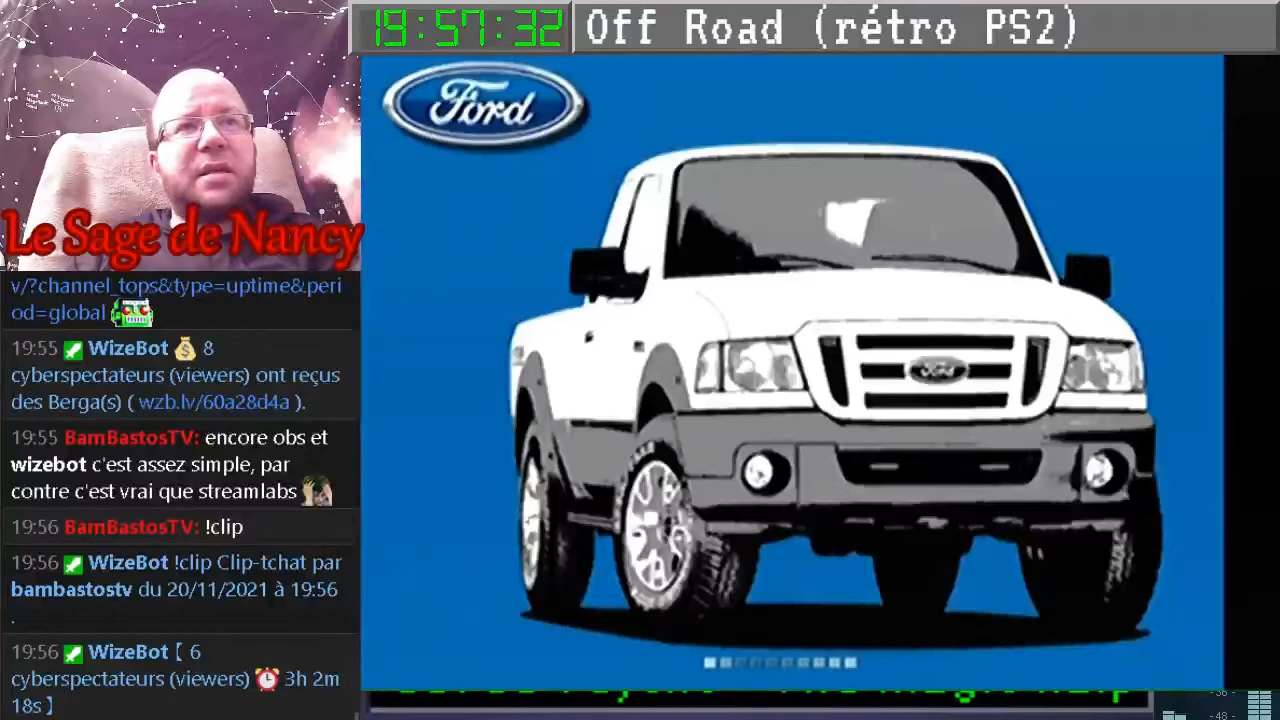 19:57:32
Off Road (rétro PS2)
Ford
Le Sage de Nancy
v/?channel_tops&type=uptime&peri
od=global
19:55 WizeBot 8
cyberspectateurs (viewers) ont reçus
des Berga(s) ( wzb.lv/60a28d4a ).
19:55 BamBastosTV: encore obs et
wizebot c'est assez simple, par
contre c'est vrai que streamlabs
19:56 BamBastosTV: !clip
19:56 WizeBot !clip Clip-tchat par
bambastostv du 20/11/2021 à 19:56
.
19:56 WizeBot 【 6
cyberspectateurs (viewers) 3h 2m
18s 】
Ford
-48-